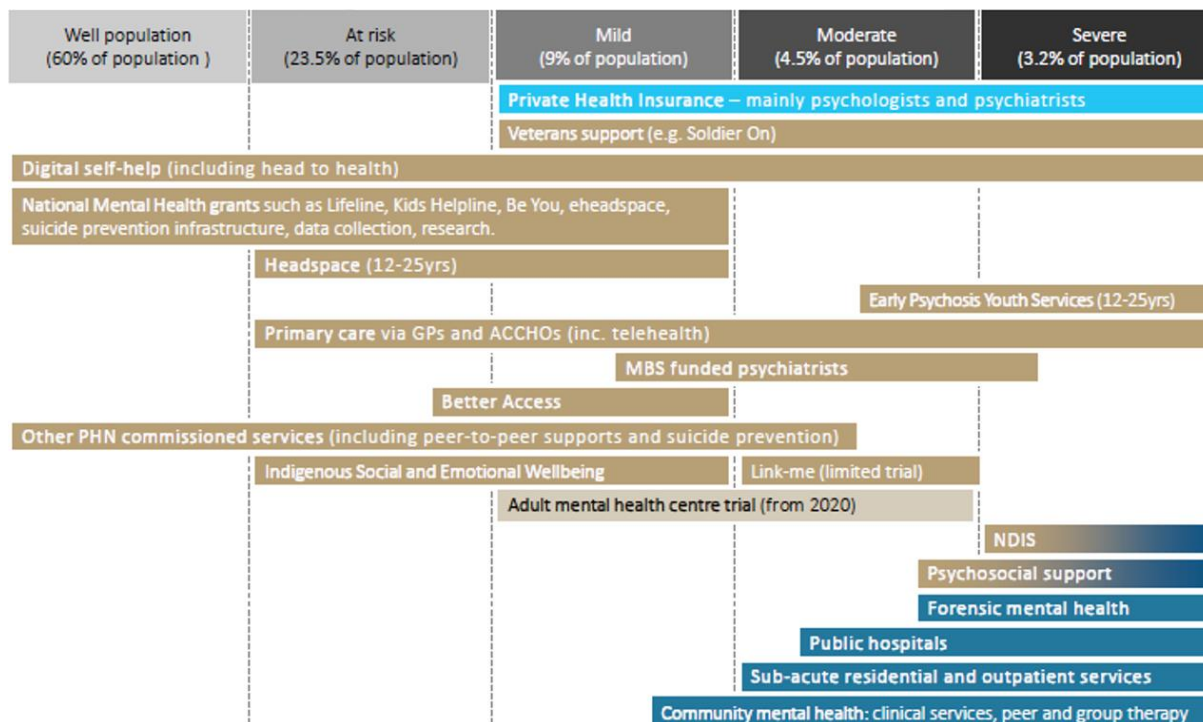 Well population
(60% of population )
At risk
(23.5% of population)
Mild
(9% of population)
Moderate
(4.5% of population)
Severe
(3.2% of population)
Private Health Insurance – mainly psychologists and psychiatrists
Veterans support (e.g. Soldier On)
Digital self-help (including head to health)
National Mental Health grants such as Lifeline, Kids Helpline, Be You, eheadspace,
suicide prevention infrastructure, data collection, research.
Headspace (12-25yrs)
Early Psychosis Youth Services (12-25yrs)
Primary care via GPs and ACCHOs (inc. telehealth)
MBS funded psychiatrists
Better Access
Other PHN commissioned services (including peer-to-peer supports and suicide prevention)
Indigenous Social and Emotional Wellbeing
Link-me (limited trial)
Adult mental health centre trial (from 2020)
NDIS
Psychosocial support
Forensic mental health
Public hospitals
Sub-acute residential and outpatient services
Community mental health: clinical services, peer and group therapy